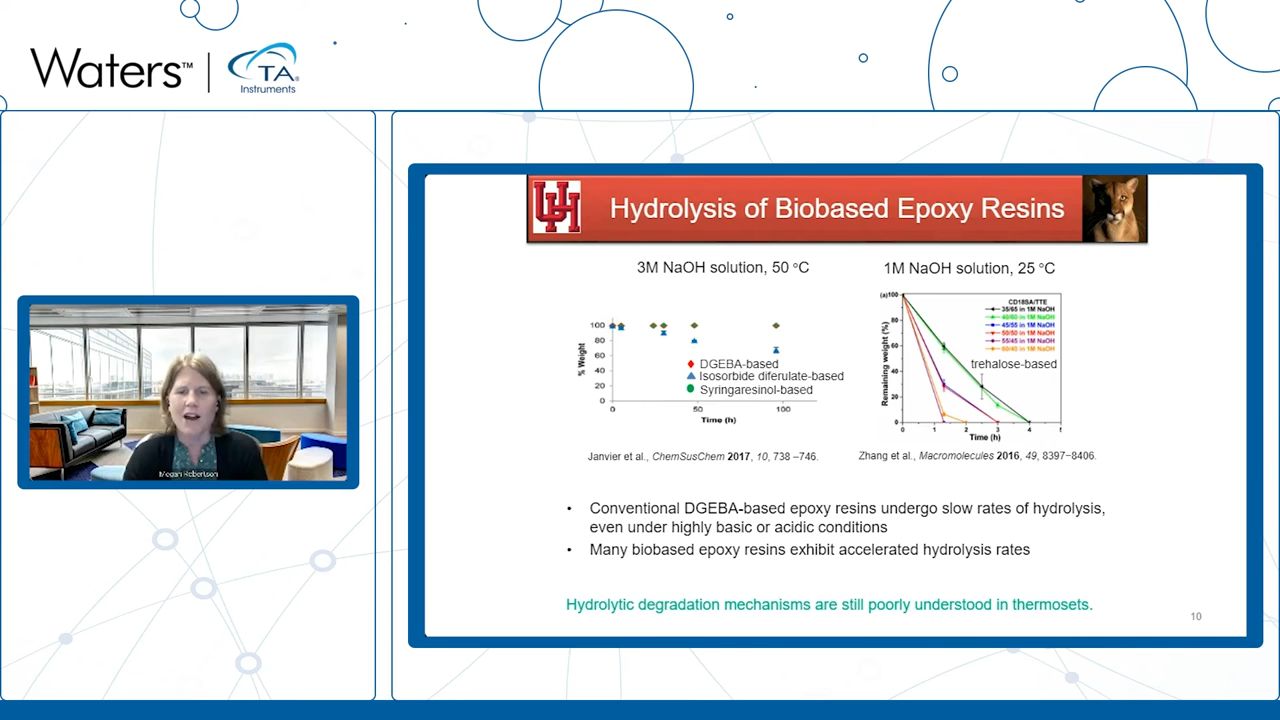 Waters™ | TA® Instruments
UH
Hydrolysis of Biobased Epoxy Resins
3M NaOH solution, 50 °C
1M NaOH solution, 25 °C
% Weight
100
80
60
40
20
0
0
50
100
Time (h)
DGEBA-based
Isosorbide diferulate-based
Syringaresinol-based
(a)
Remaining weight (%)
100
80
60
40
20
0
0
1
2
3
4
Time (h)
CD18SA/TTE
35/65 in 1M NaOH
40/60 in 1M NaOH
45/55 in 1M NaOH
50/50 in 1M NaOH
55/45 in 1M NaOH
60/40 in 1M NaOH
trehalose-based
Janvier et al., ChemSusChem 2017, 10, 738 –746.
Zhang et al., Macromolecules 2016, 49, 8397−8406.
• Conventional DGEBA-based epoxy resins undergo slow rates of hydrolysis,
even under highly basic or acidic conditions
• Many biobased epoxy resins exhibit accelerated hydrolysis rates
Hydrolytic degradation mechanisms are still poorly understood in thermosets.
10
Megan Robertson